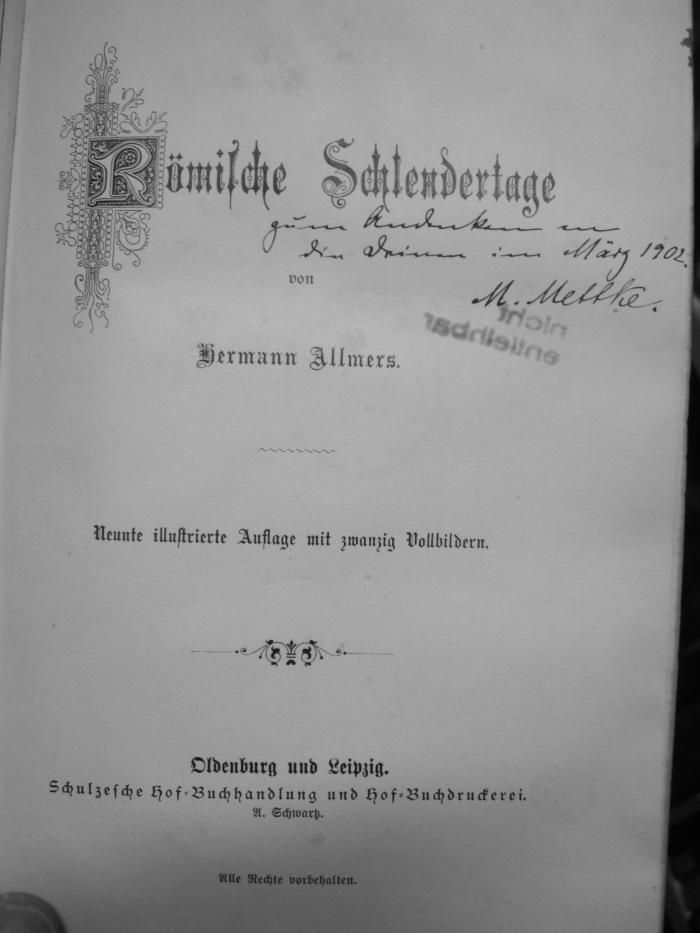 Römische Schlendertage
zum Andenken an
die Deinen im März 1902.
von
M. Mettke.
nicht
entleihbar
Hermann Allmers.
Neunte illustrierte Auflage mit zwanzig Vollbildern.
Oldenburg und Leipzig.
Schulzesche Hof-Buchhandlung und Hof-Buchdruckerei.
A. Schwartz.
Alle Rechte vorbehalten.